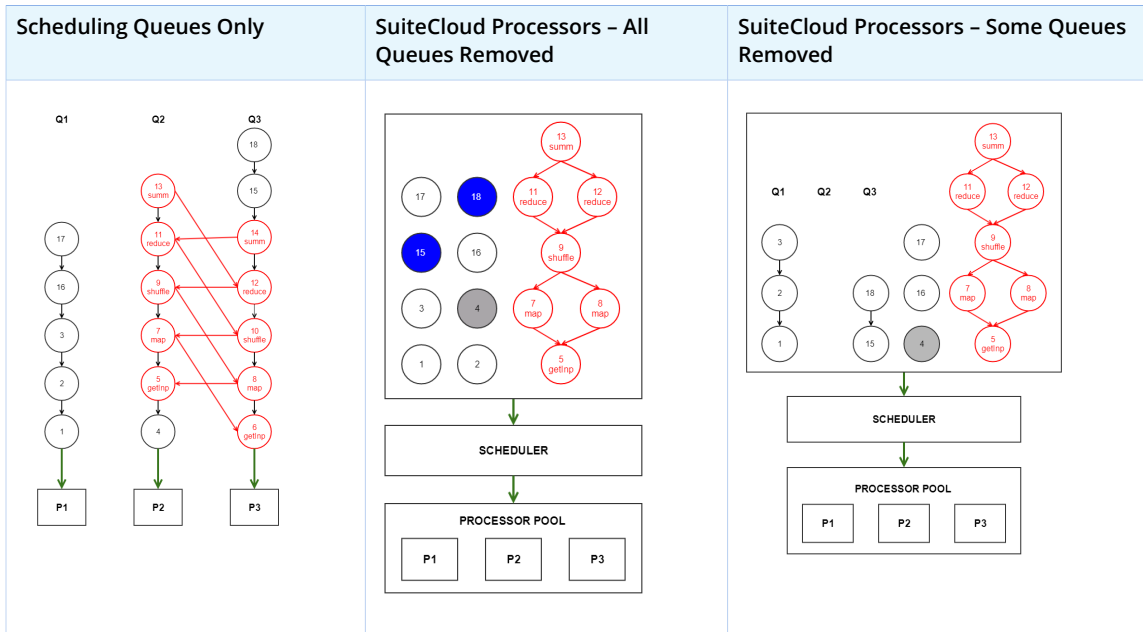 Scheduling Queues Only
SuiteCloud Processors – All
Queues Removed
SuiteCloud Processors – Some Queues
Removed
Q1
Q2
Q3
18
15
13
summ
17
11
reduce
14
summ
16
9
shuffle
12
reduce
3
7
map
10
shuffle
2
5
getInp
8
map
1
4
6
getInp
P1
P2
P3
13
summ
17
18
11
reduce
12
reduce
15
16
9
shuffle
3
4
7
map
8
map
1
2
5
getInp
SCHEDULER
PROCESSOR POOL
P1
P2
P3
13
summ
Q1
Q2
Q3
11
reduce
12
reduce
3
17
9
shuffle
2
18
16
7
map
8
map
1
15
4
5
getInp
SCHEDULER
PROCESSOR POOL
P1
P2
P3